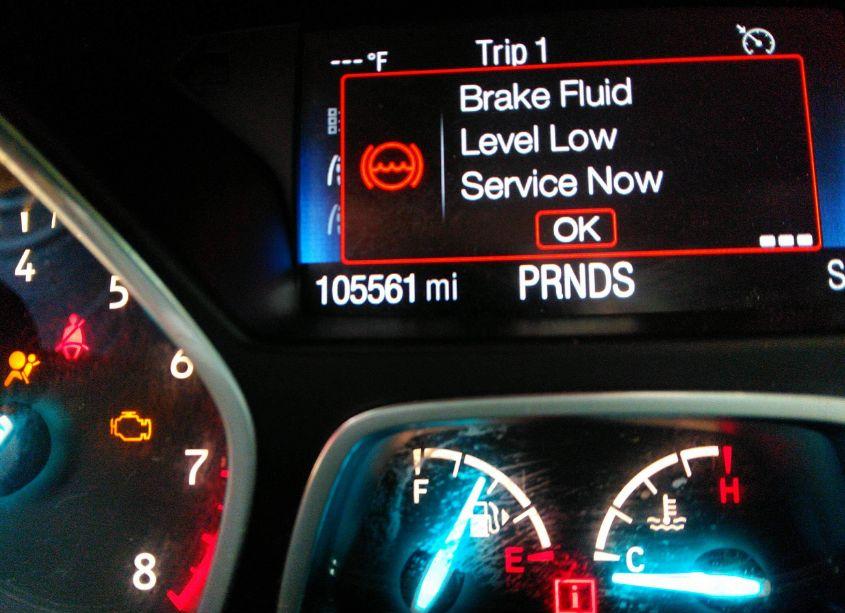 ---°F
Trip 1
Brake Fluid
Level Low
Service Now
OK
105561 mi
PRNDS
S
4
5
6
7
8
F
E
C
H
i